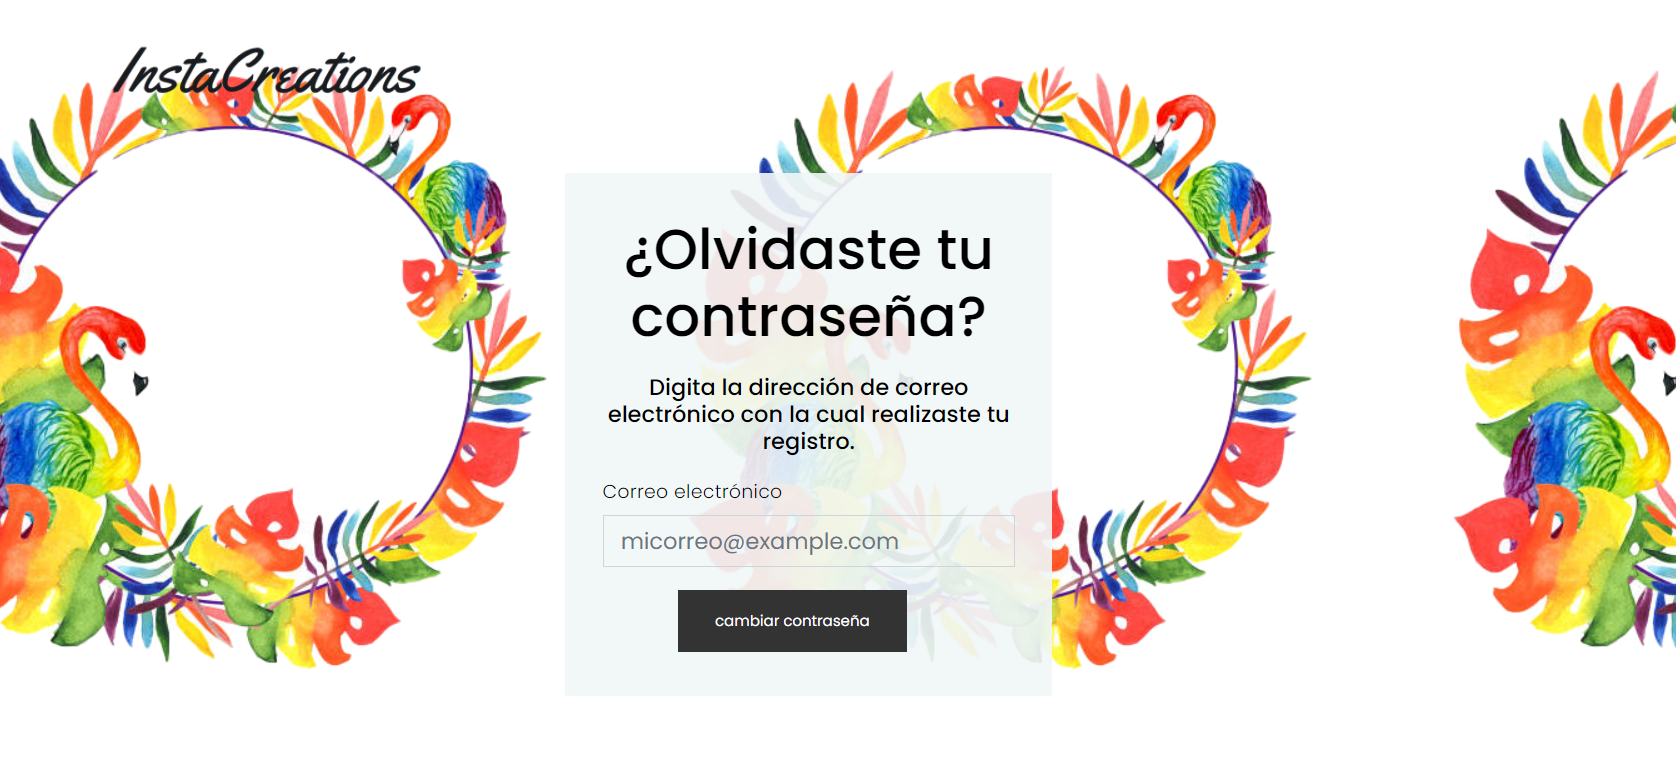 InstaCreations
¿Olvidaste tu
contraseña?
Digita la dirección de correo
electrónico con la cual realizaste tu
registro.
Correo electrónico
micorreo@example.com
cambiar contraseña